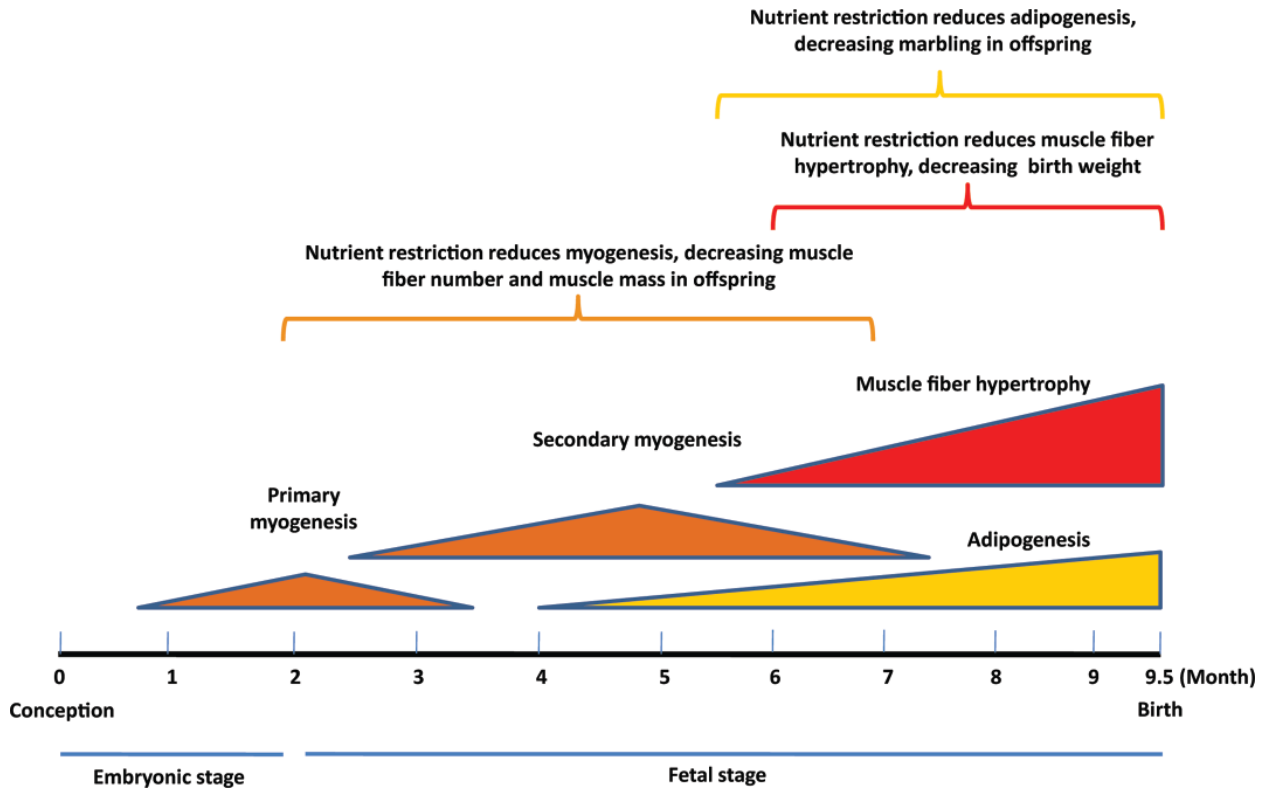 Nutrient restriction reduces adipogenesis,
decreasing marbling in offspring
Nutrient restriction reduces muscle fiber
hypertrophy, decreasing birth weight
Nutrient restriction reduces myogenesis, decreasing muscle
fiber number and muscle mass in offspring
Muscle fiber hypertrophy
Secondary myogenesis
Primary
myogenesis
Adipogenesis
0 1 2 3 4 5 6 7 8 9 9.5 (Month)
Conception Birth
Embryonic stage Fetal stage